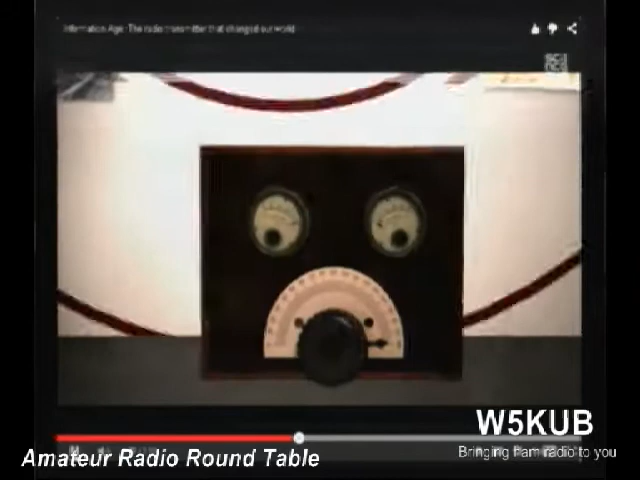 Information Age: The radio transmitter that changed our world
W5KUB
Amateur Radio Round Table
Bringing ham radio to you